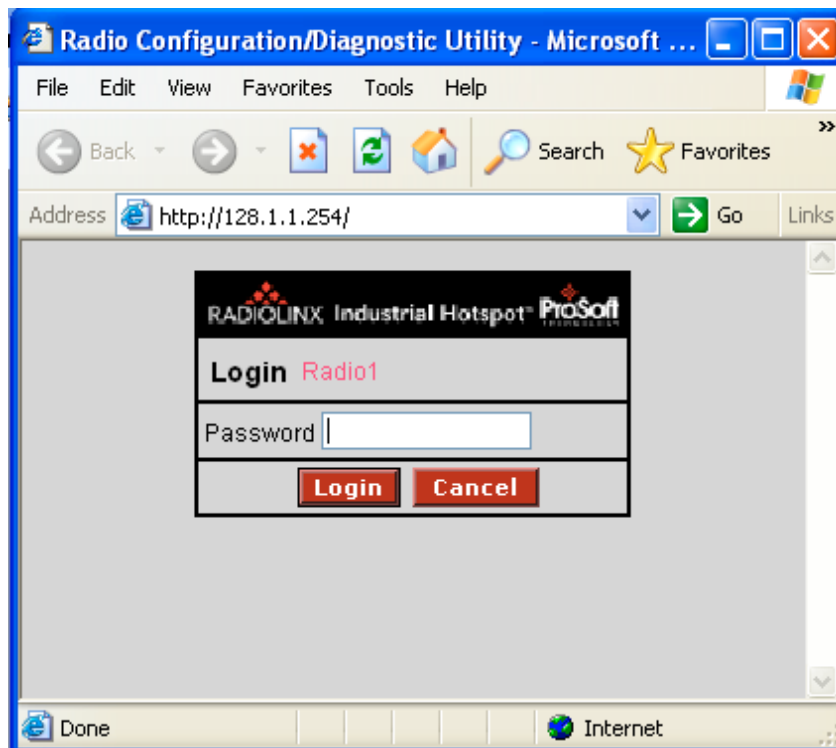 Radio Configuration/Diagnostic Utility - Microsoft ...
File Edit View Favorites Tools Help
Back Search Favorites »
Address http://128.1.1.254/ Go Links
RADIOLINX Industrial Hotspot™ ProSoft
Login Radio1
Password
Login Cancel
Done Internet